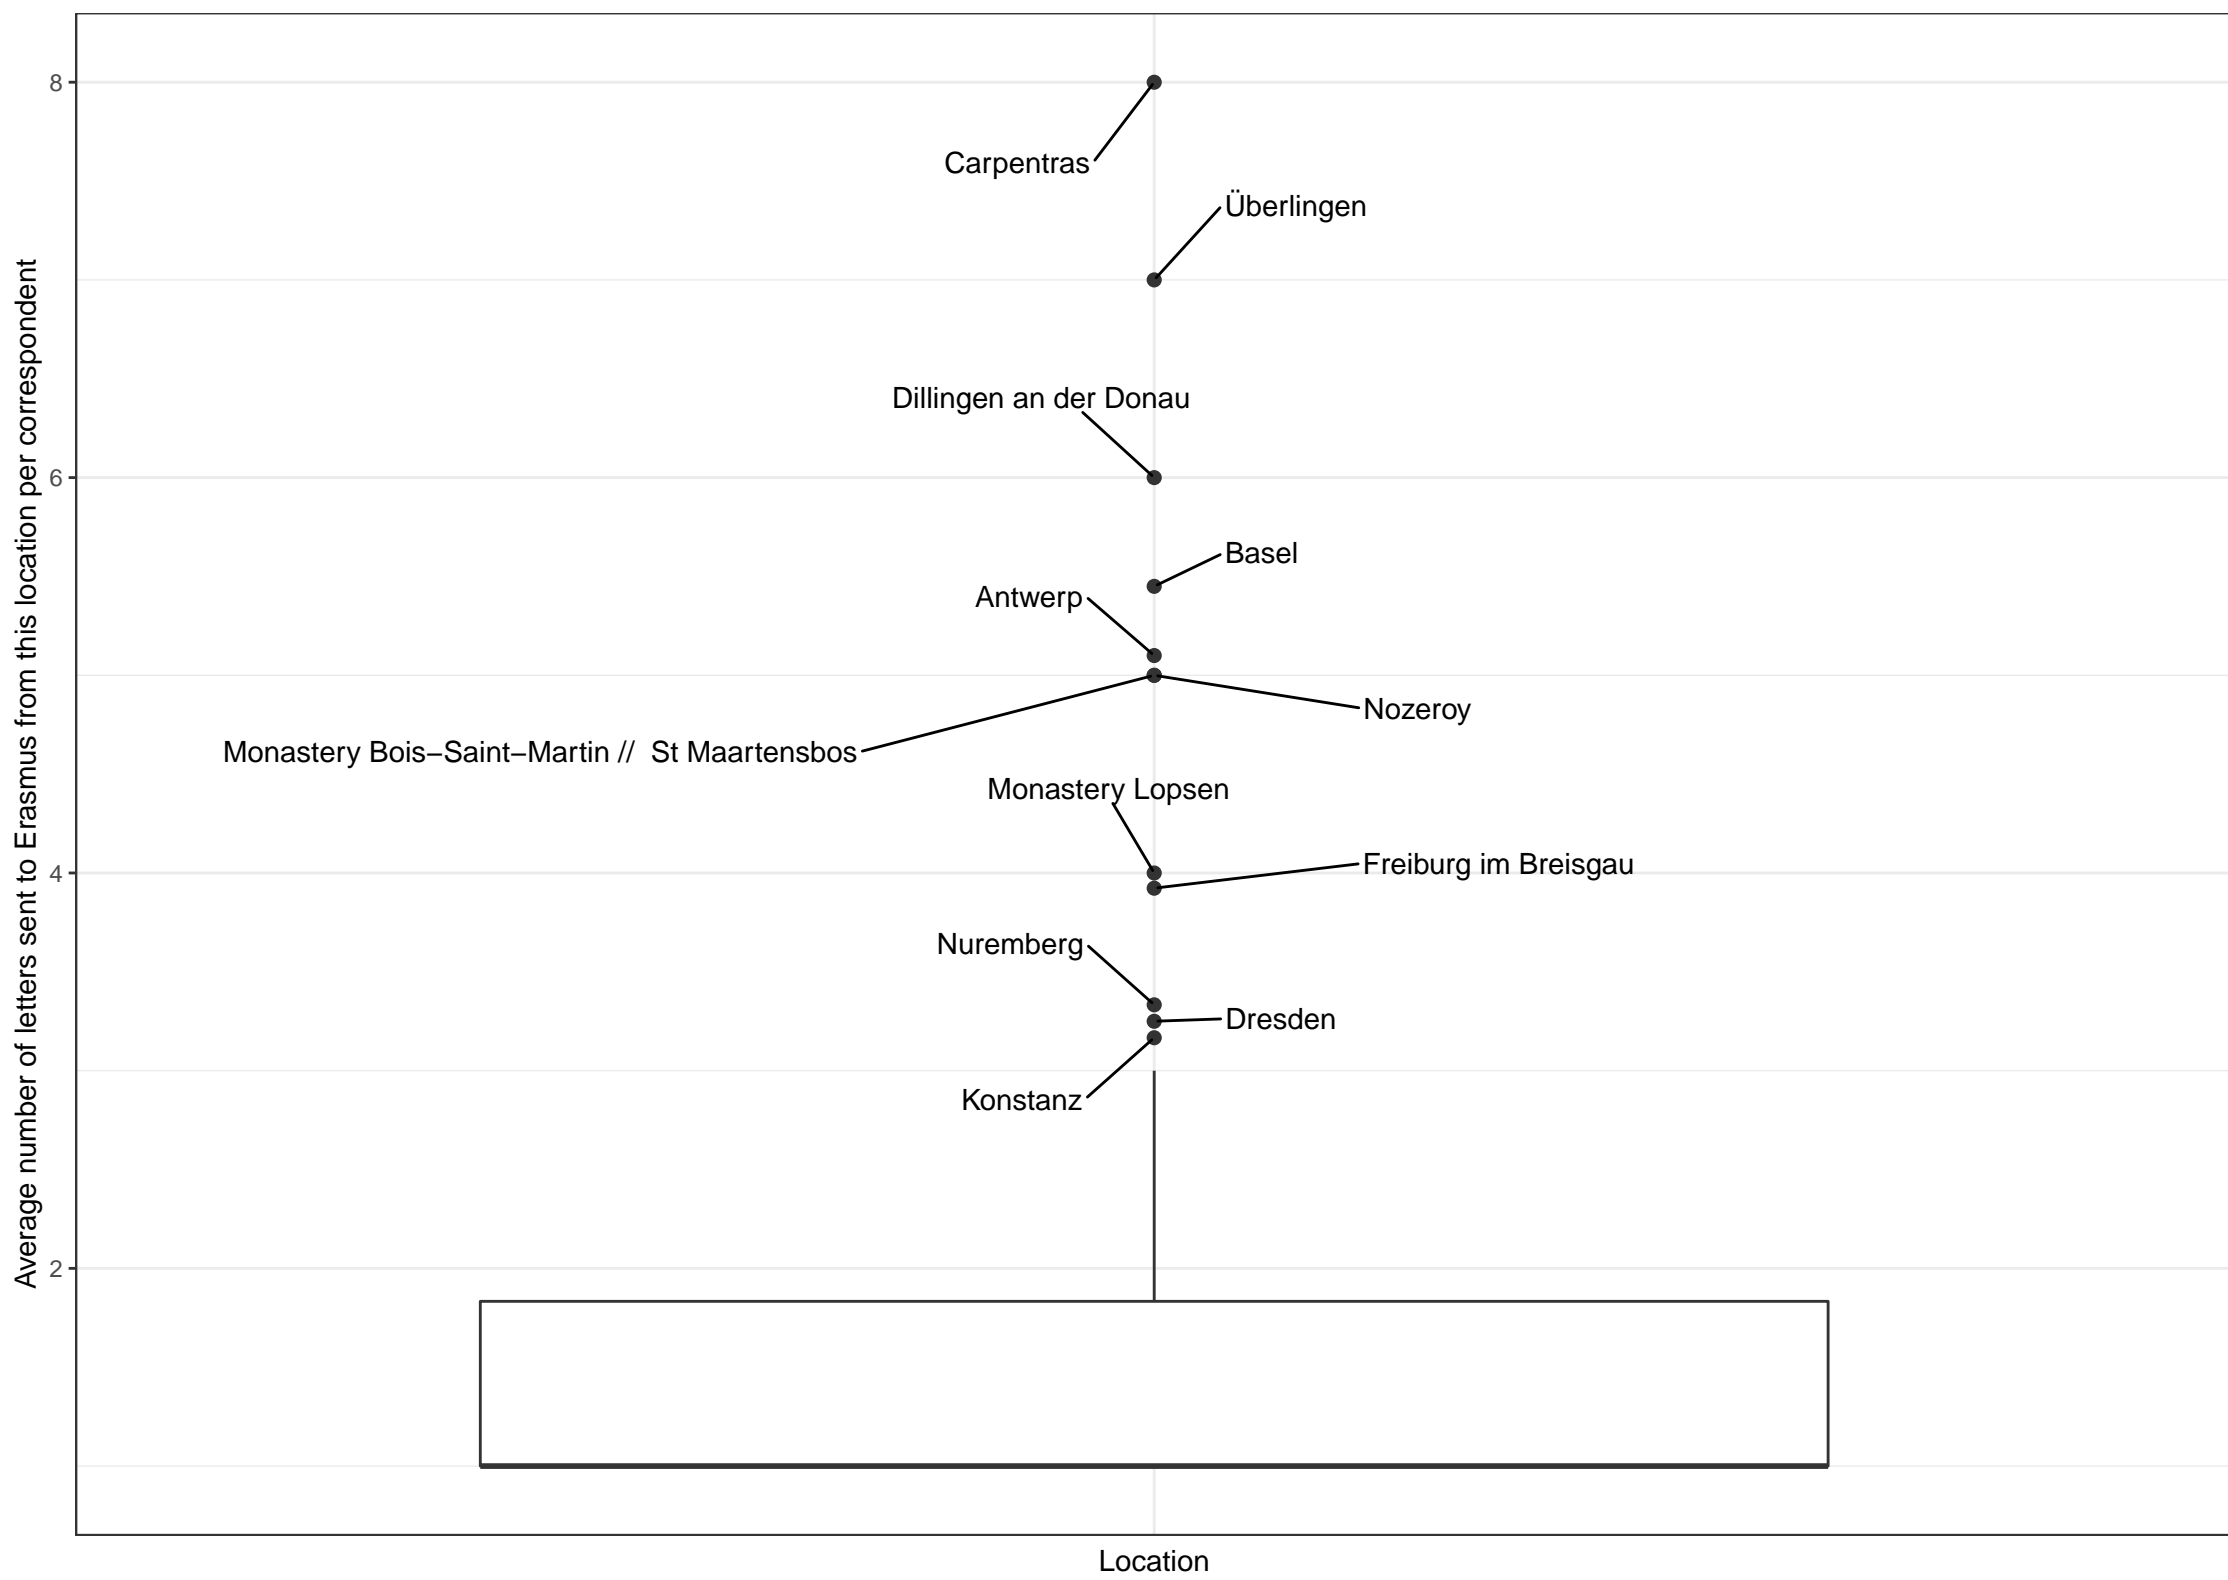 Average number of letters sent to Erasmus from this location per correspondent
8
Carpentras
Überlingen
Dillingen an der Donau
6
Basel
Antwerp
Nozeroy
Monastery Bois−Saint−Martin //  St Maartensbos
Monastery Lopsen
4
Freiburg im Breisgau
Nuremberg
Dresden
Konstanz
2
Location